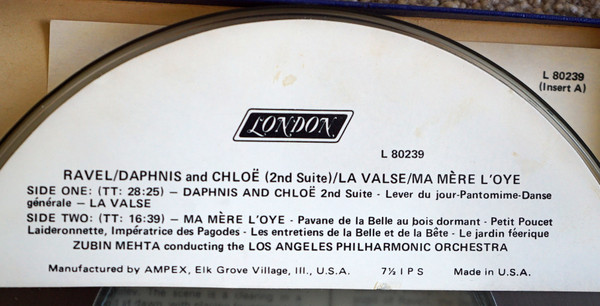 L 80239
(Insert A)
LONDON
L 80239
RAVEL/DAPHNIS and CHLOË (2nd Suite)/LA VALSE/MA MÈRE L'OYE
SIDE ONE: (TT: 28:25) – DAPHNIS AND CHLOË 2nd Suite - Lever du jour-Pantomime-Danse
générale – LA VALSE
SIDE TWO: (TT: 16:39) – MA MÈRE L'OYE - Pavane de la Belle au bois dormant - Petit Poucet
Laideronnette, Impératrice des Pagodes - Les entretiens de la Belle et de la Bête - Le jardin féerique
ZUBIN MEHTA conducting the LOS ANGELES PHILHARMONIC ORCHESTRA
Manufactured by AMPEX, Elk Grove Village, Ill., U.S.A. 7½ I P S Made in U.S.A.